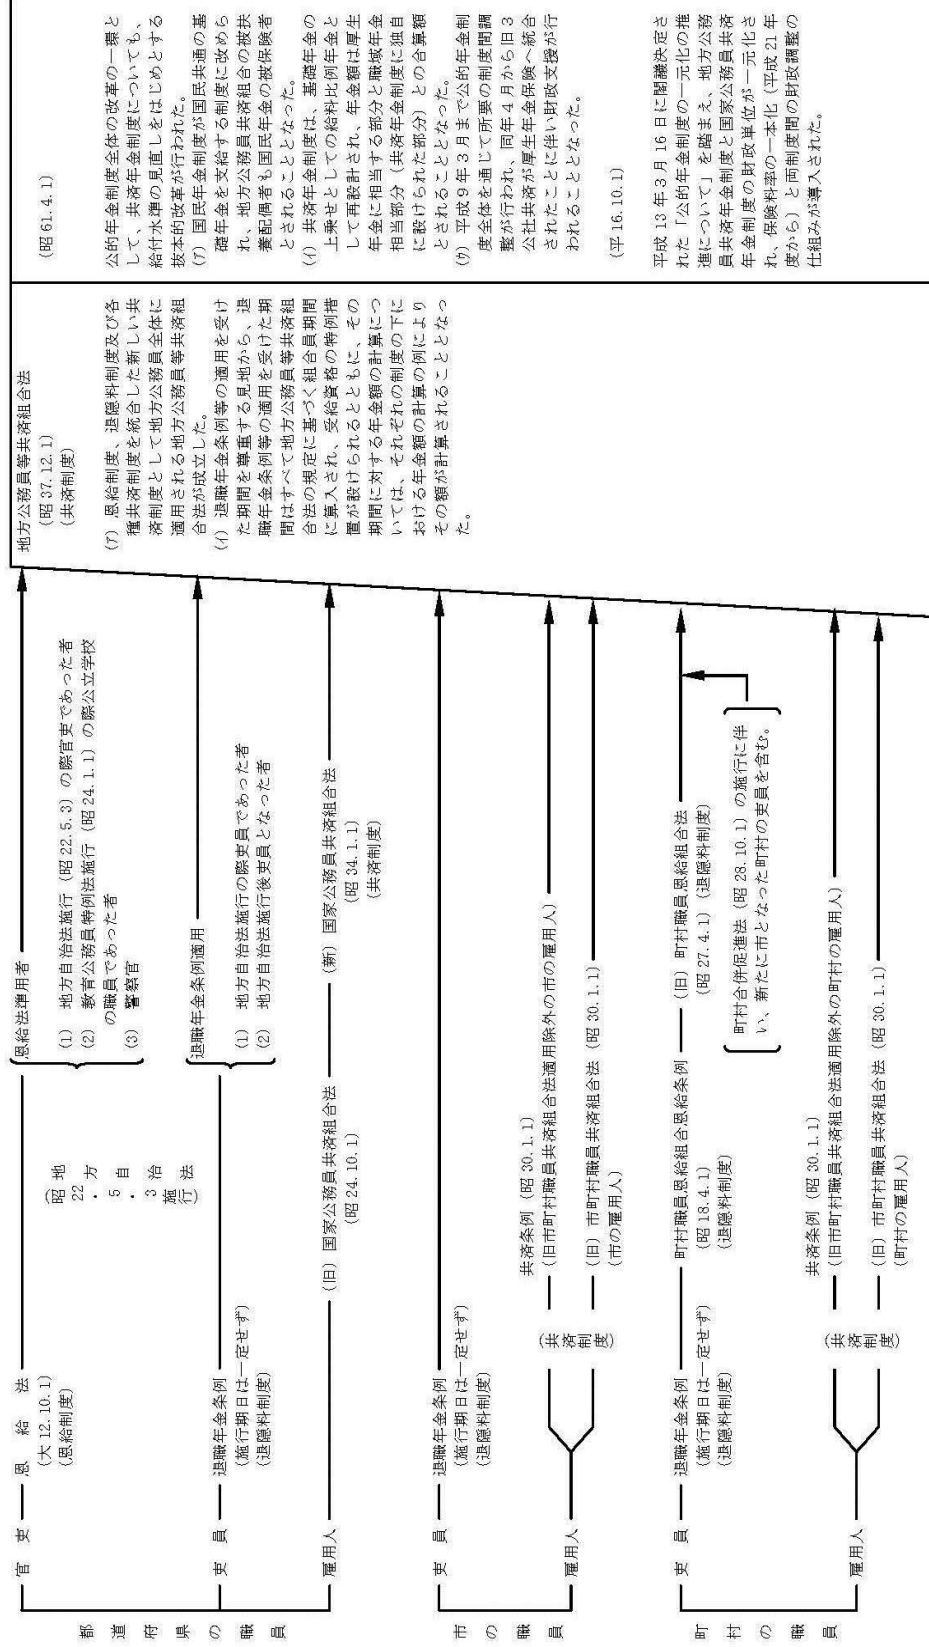 都道府県の職員
官吏
恩給法
(大12.10.1)
(恩給制度)
恩給法準用者
(1) 地方自治法施行(昭22.5.3)の際官吏であった者
(2) 教育公務員特例法施行(昭24.1.1)の際公立学校
の職員であった者
(3) 警察官
(地方自治法
昭22.5.3施行)
吏員
退職年金条例
(施行期日は一定せず)
(退隠料制度)
退職年金条例適用
(1) 地方自治法施行の際吏員であった者
(2) 地方自治法施行後吏員となった者
雇用人
(旧)国家公務員共済組合法
(昭24.10.1)
(新)国家公務員共済組合法
(昭34.1.1)
(共済制度)
市の職員
吏員
退職年金条例
(施行期日は一定せず)
(退隠料制度)
雇用人
(共済制度)
共済条例(昭30.1.1)
(旧市町村職員共済組合法適用除外の市の雇用人)
(旧)市町村職員共済組合法(昭30.1.1)
(市の雇用人)
町村の職員
吏員
退職年金条例
(施行期日は一定せず)
(退隠料制度)
町村職員恩給組合恩給条例
(昭18.4.1)
(退隠料制度)
(旧)町村職員恩給組合法
(昭27.4.1)(退隠料制度)
町村合併促進法(昭28.10.1)の施行に伴
い、新たに市となった町村の吏員を含む。
雇用人
(共済制度)
共済条例(昭30.1.1)
(旧市町村職員共済組合法適用除外の町村の雇用人)
(旧)市町村職員共済組合法(昭30.1.1)
(町村の雇用人)
地方公務員等共済組合法
(昭37.12.1)
(共済制度)
(ア) 恩給制度、退隠料制度及び各
種共済制度を統合した新しい共
済制度として地方公務員全体に
適用される地方公務員等共済組
合法が成立した。
(イ) 退職年金条例等の適用を受け
た期間を尊重する見地から、退
職年金条例等の適用を受けた期
間はすべて地方公務員等共済組
合法の規定に基づく組合員期間
に算入され、受給資格の特例措
置が設けられるとともに、その
期間に対する年金額の計算につ
いては、それぞれの制度の下に
おける年金額の計算の例により
その額が計算されることとなっ
た。
(昭61.4.1)
公的年金制度全体の改革の一環と
して、共済年金制度についても、
給付水準の見直しをはじめとする
抜本的改革が行われた。
(ア) 国民年金制度が国民共通の基
礎年金を支給する制度に改めら
れ、地方公務員共済組合の被扶
養配偶者も国民年金の被保険者
とされることとなった。
(イ) 共済年金制度は、基礎年金の
上乗せとしての給料比例年金と
して再設計され、年金額は厚生
年金に相当する部分と職域年金
相当部分(共済年金制度に独自
に設けられた部分)との合算額
とされることとなった。
(ウ) 平成9年3月まで公的年金制
度全体を通じて所要の制度間調
整が行われ、同年4月から旧3
公社共済が厚生年金保険へ統合
されたことに伴い財政支援が行
われることとなった。
(平16.10.1)
平成13年3月16日に閣議決定さ
れた「公的年金制度の一元化の推
進について」を踏まえ、地方公務
員共済年金制度と国家公務員共済
年金制度の財政単位が一元化さ
れ、保険料率の一本化(平成21年
度から)と両制度間の財政調整の
仕組みが導入された。